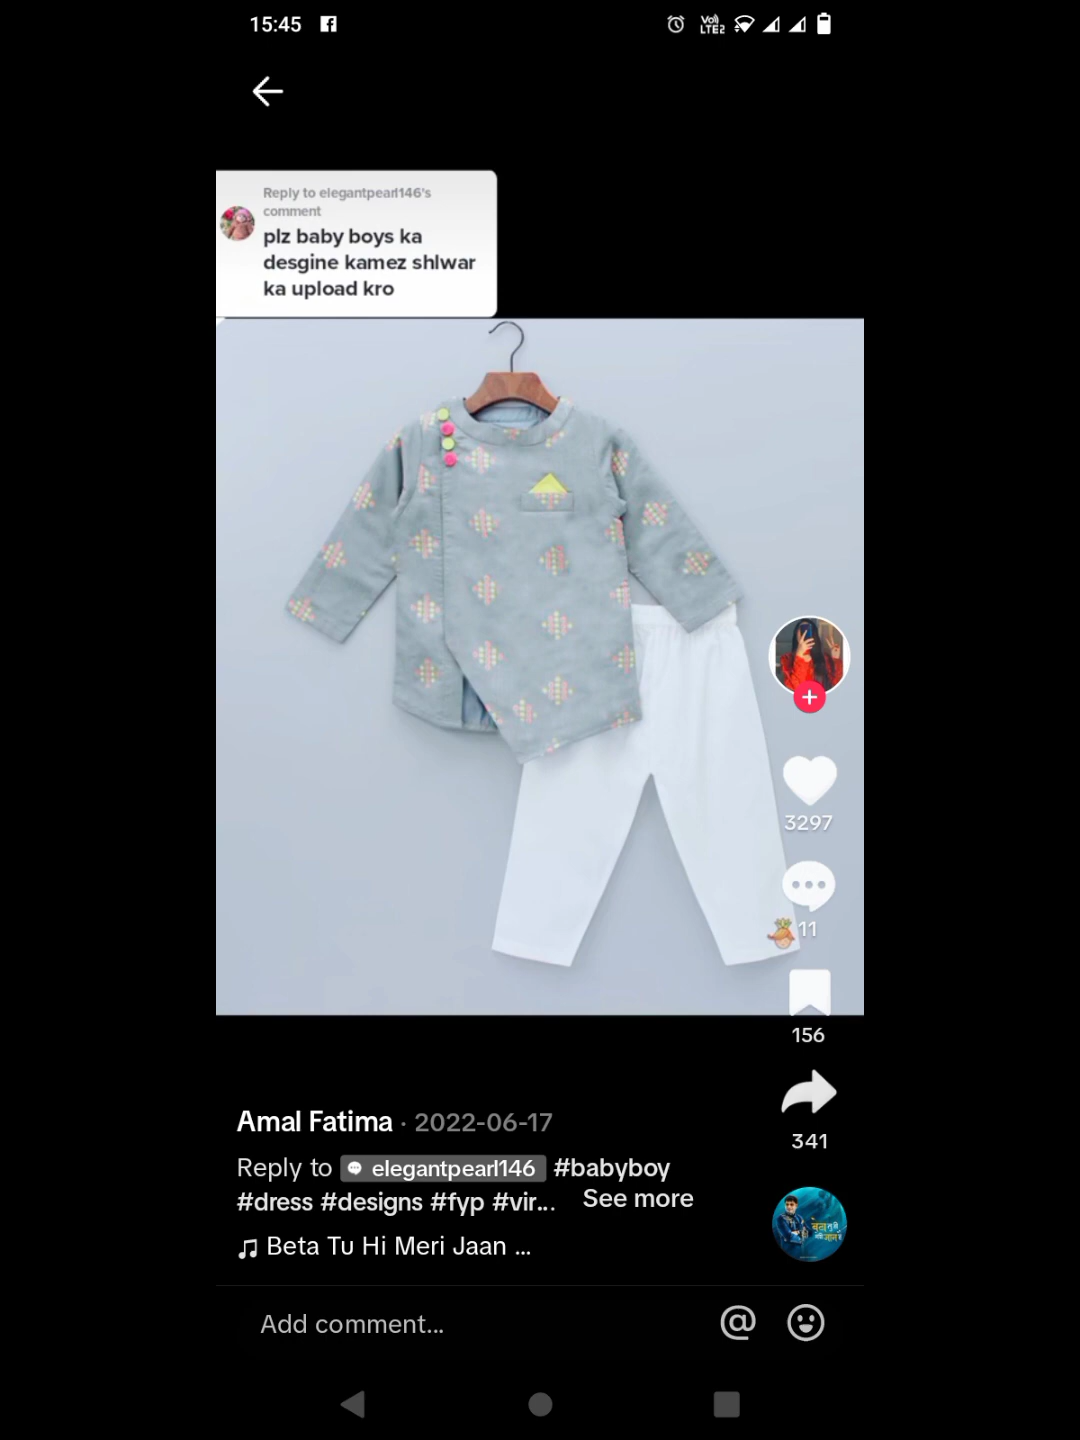 15:45
Vo)
LTE2
Reply to elegantpearl146's
comment
plz baby boys ka
desgine kamez shlwar
ka upload kro
3297
11
156
341
Amal Fatima · 2022-06-17
Reply to elegantpearl146 #babyboy
#dress #designs #fyp #vir... See more
Beta Tu Hi Meri Jaan ...
Add comment...
@